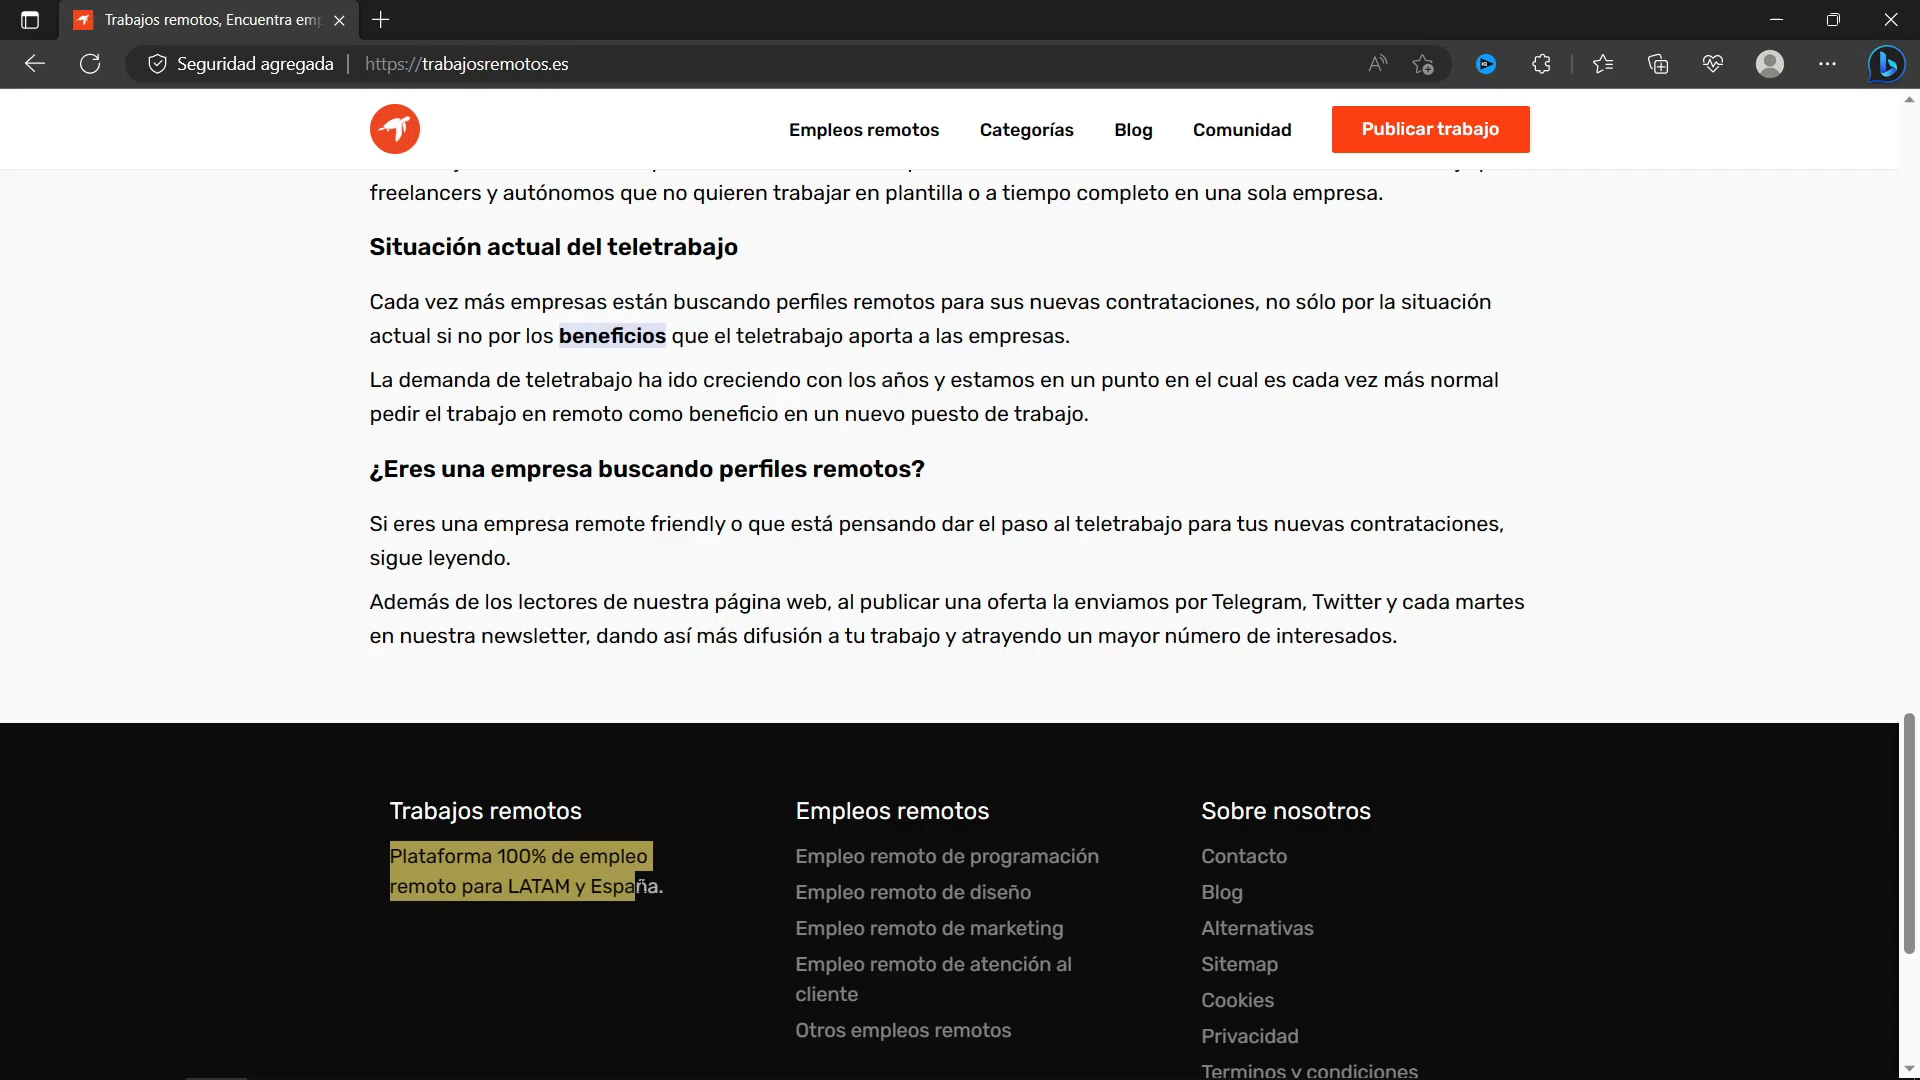 Trabajos remotos, Encuentra em
Seguridad agregada
https://trabajosremotos.es
Empleos remotos
Categorías
Blog
Comunidad
Publicar trabajo
freelancers y autónomos que no quieren trabajar en plantilla o a tiempo completo en una sola empresa.
Situación actual del teletrabajo
Cada vez más empresas están buscando perfiles remotos para sus nuevas contrataciones, no sólo por la situación
actual si no por los beneficios que el teletrabajo aporta a las empresas.
La demanda de teletrabajo ha ido creciendo con los años y estamos en un punto en el cual es cada vez más normal
pedir el trabajo en remoto como beneficio en un nuevo puesto de trabajo.
¿Eres una empresa buscando perfiles remotos?
Si eres una empresa remote friendly o que está pensando dar el paso al teletrabajo para tus nuevas contrataciones,
sigue leyendo.
Además de los lectores de nuestra página web, al publicar una oferta la enviamos por Telegram, Twitter y cada martes
en nuestra newsletter, dando así más difusión a tu trabajo y atrayendo un mayor número de interesados.
Trabajos remotos
Plataforma 100% de empleo
remoto para LATAM y España.
Empleos remotos
Empleo remoto de programación
Empleo remoto de diseño
Empleo remoto de marketing
Empleo remoto de atención al
cliente
Otros empleos remotos
Sobre nosotros
Contacto
Blog
Alternativas
Sitemap
Cookies
Privacidad
Terminos y condiciones